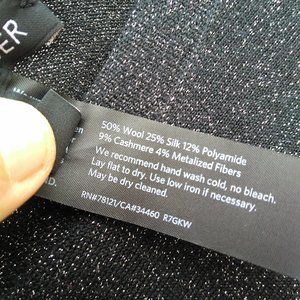 ER
50% Wool 25% Silk 12% Polyamide
9% Cashmere 4% Metalized Fibers
We recommend hand wash cold, no bleach.
Lay flat to dry. Use low iron if necessary.
May be dry cleaned.
RN#78121/CA#34460 R7GKW